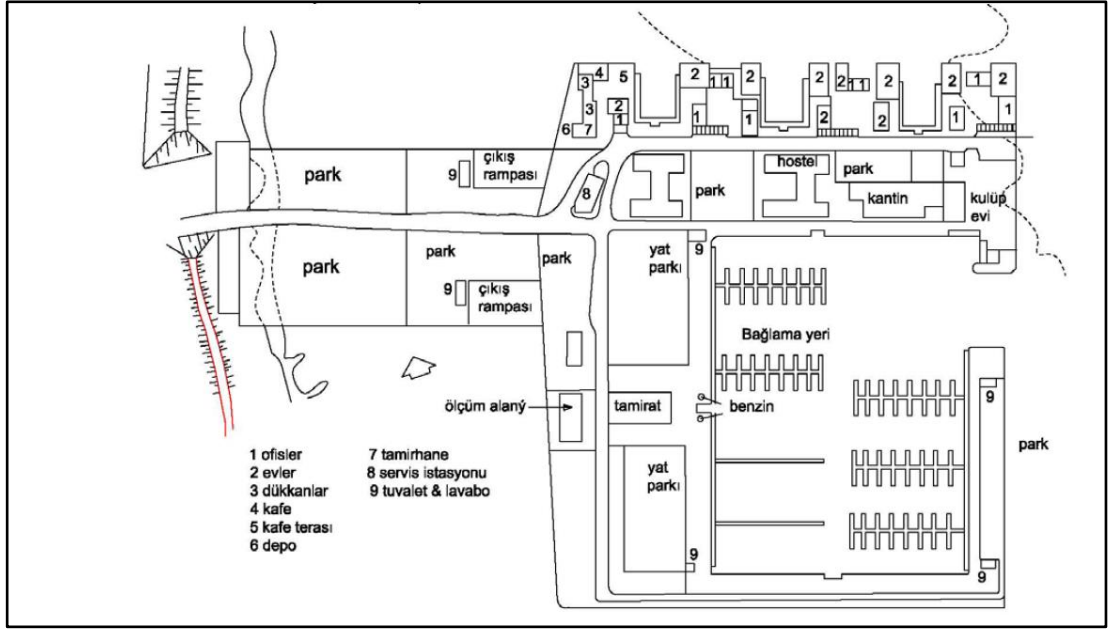 4
3
5
2
1 1
2
2
2
1 1
2
2
1
2
3
2
1
6
7
1
1
2
2
1
1
park
9
çıkış
rampası
8
park
hostel
park
kantin
kulüp
evi
park
park
9
çıkış
rampası
park
yat
parkı
9
Bağlama yeri
ölçüm alaný
tamirat
benzin
9
park
1 ofisler
2 evler
3 dükkanlar
4 kafe
5 kafe terası
6 depo
7 tamirhane
8 servis istasyonu
9 tuvalet & lavabo
yat
parkı
9
9